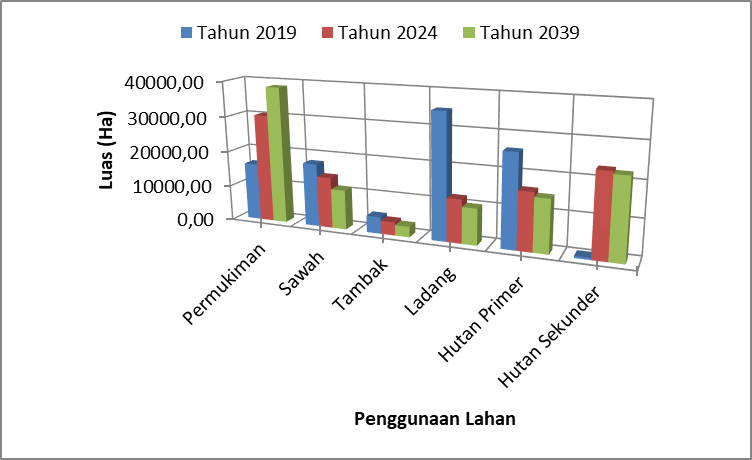 Tahun 2019 Tahun 2024 Tahun 2039
40000,00
30000,00
20000,00
10000,00
0,00
Luas (Ha)
Permukiman
Sawah
Tambak
Ladang
Hutan Primer
Hutan Sekunder
Penggunaan Lahan